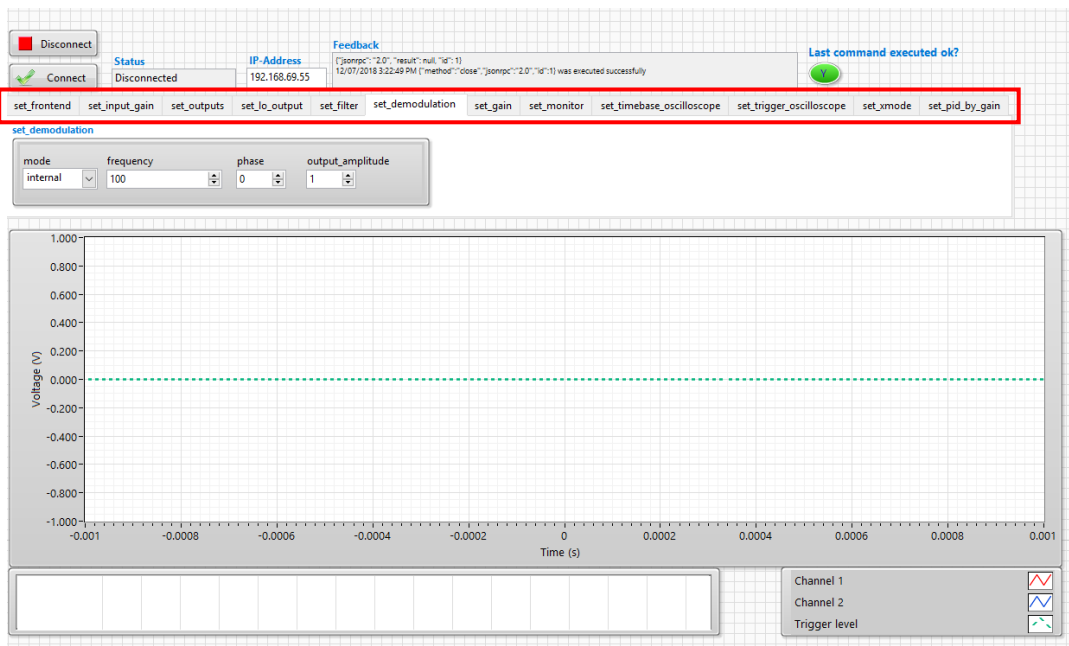 Disconnect
Connect
Status
Disconnected
IP-Address
192.168.69.55
Feedback
{"jsonrpc": "2.0", "result": null, "id": 1}
12/07/2018 3:22:49 PM {"method":"close","jsonrpc":"2.0","id":1} was executed successfully
Last command executed ok?
Y
set_frontend set_input_gain set_outputs set_lo_output set_filter set_demodulation set_gain set_monitor set_timebase_oscilloscope set_trigger_oscilloscope set_xmode set_pid_by_gain
set_demodulation
mode frequency phase output_amplitude
internal 100 0 1
1.000
0.800
0.600
0.400
0.200
0.000
-0.200
-0.400
-0.600
-0.800
-1.000
Voltage (V)
-0.001 -0.0008 -0.0006 -0.0004 -0.0002 0 0.0002 0.0004 0.0006 0.0008 0.001
Time (s)
Channel 1
Channel 2
Trigger level